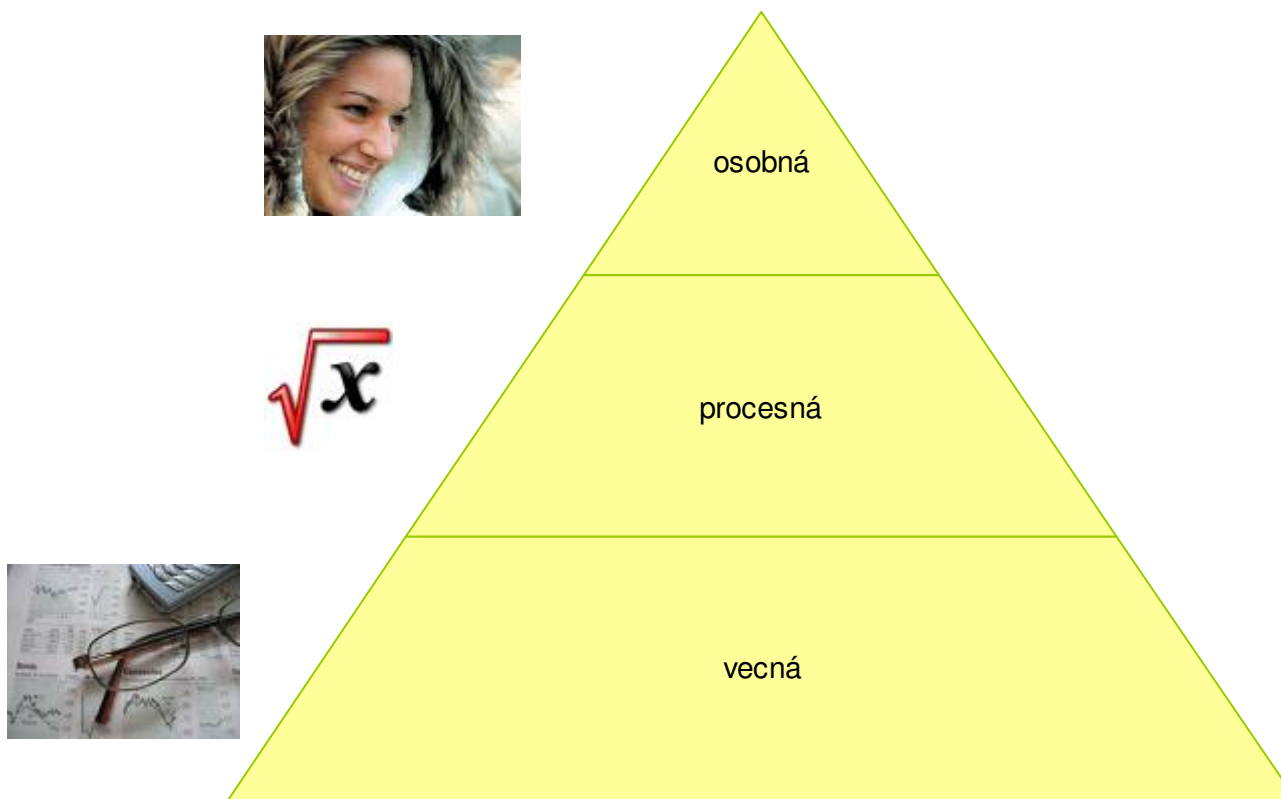 osobná
√x
procesná
vecná